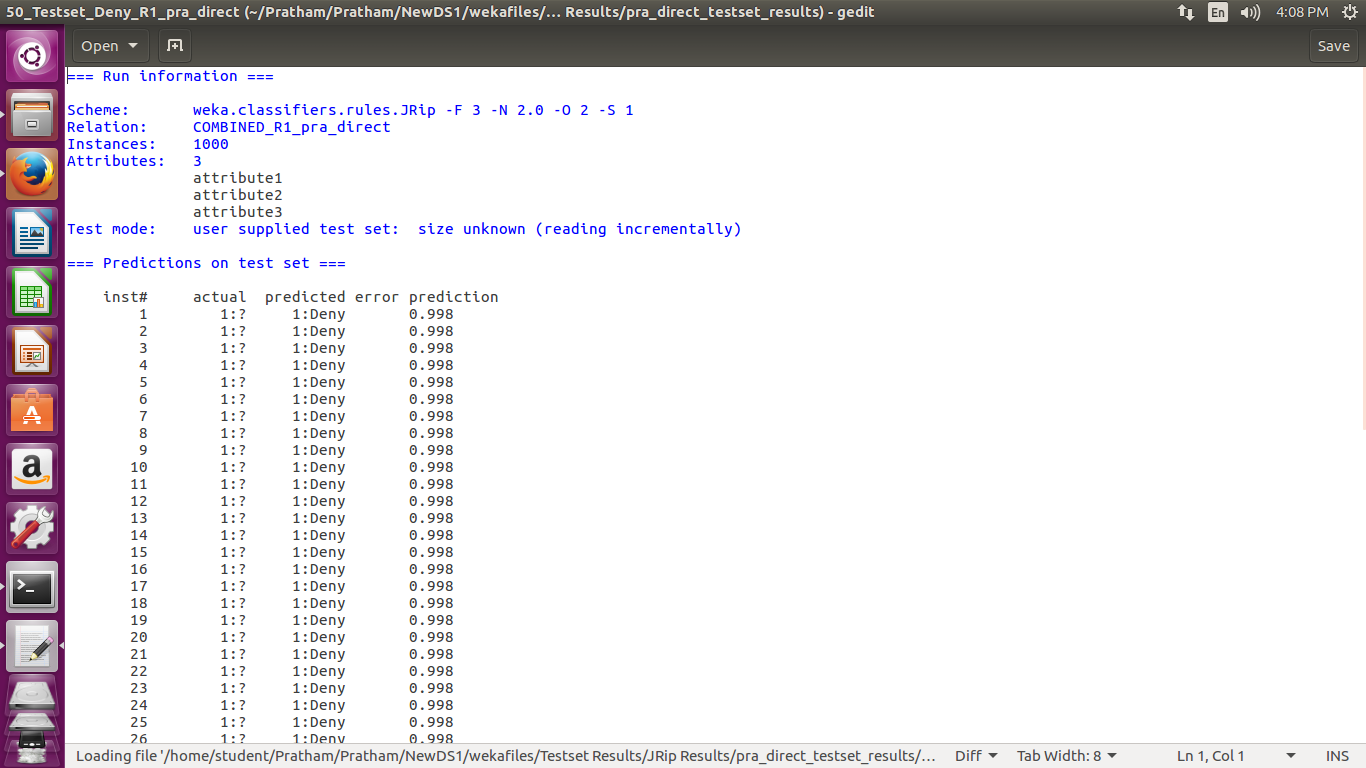 50_Testset_Deny_R1_pra_direct (~/Pratham/Pratham/NewDS1/wekafiles/… Results/pra_direct_testset_results) - gedit
En
4:08 PM
Open
Save
=== Run information ===
Scheme: weka.classifiers.rules.JRip -F 3 -N 2.0 -O 2 -S 1
Relation: COMBINED_R1_pra_direct
Instances: 1000
Attributes: 3
attribute1
attribute2
attribute3
Test mode: user supplied test set: size unknown (reading incrementally)
=== Predictions on test set ===
inst# actual predicted error prediction
1 1:? 1:Deny 0.998
2 1:? 1:Deny 0.998
3 1:? 1:Deny 0.998
4 1:? 1:Deny 0.998
5 1:? 1:Deny 0.998
6 1:? 1:Deny 0.998
7 1:? 1:Deny 0.998
8 1:? 1:Deny 0.998
9 1:? 1:Deny 0.998
10 1:? 1:Deny 0.998
11 1:? 1:Deny 0.998
12 1:? 1:Deny 0.998
13 1:? 1:Deny 0.998
14 1:? 1:Deny 0.998
15 1:? 1:Deny 0.998
16 1:? 1:Deny 0.998
17 1:? 1:Deny 0.998
18 1:? 1:Deny 0.998
19 1:? 1:Deny 0.998
20 1:? 1:Deny 0.998
21 1:? 1:Deny 0.998
22 1:? 1:Deny 0.998
23 1:? 1:Deny 0.998
24 1:? 1:Deny 0.998
25 1:? 1:Deny 0.998
26 1:? 1:Deny 0.998
Loading file '/home/student/Pratham/Pratham/NewDS1/wekafiles/Testset Results/JRip Results/pra_direct_testset_results/… Diff Tab Width: 8 Ln 1, Col 1 INS